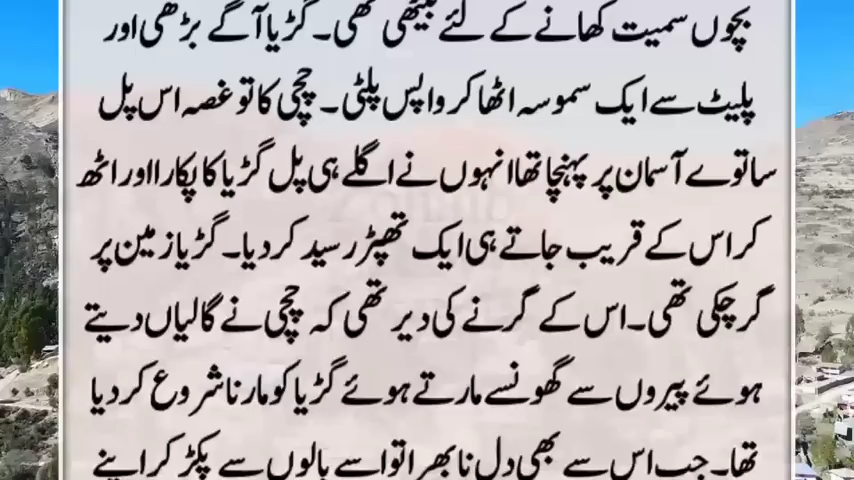 بچوں سمیت کھانے کے لئے بیٹھی تھی۔ گڑیا آگے بڑھی اور
پلیٹ سے ایک سموسہ اٹھا کر واپس پلٹی۔ چچی کا تو غصہ اس پل
ساتوے آسمان پر پہنچا تھا انہوں نے اگلے ہی پل گڑیا کا پکارا اور اٹھ
کر اس کے قریب جاتے ہی ایک تھپڑ رسید کر دیا۔ گڑیا زمین پر
گر چکی تھی۔ اس کے گرنے کی دیر تھی کہ چچی نے گالیاں دیتے
ہوئے پیروں سے گھونسے مارتے ہوئے گڑیا کو مارنا شروع کر دیا
تھا۔ جب اس سے بھی دل نا بھرا تو اسے بالوں سے پکڑ کر اپنے